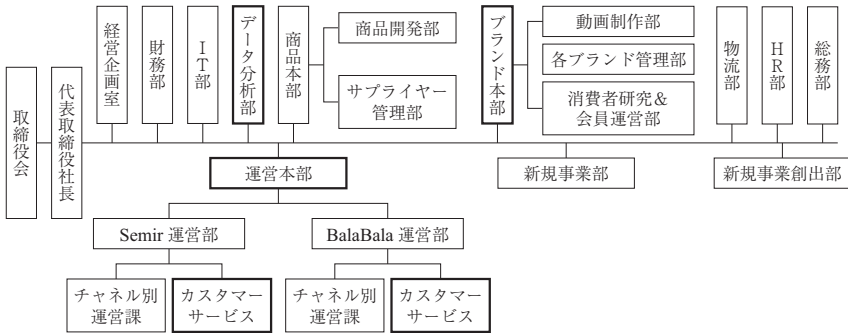 取締役会
代表取締役社長
経営企画室
財務部
IT部
データ分析部
商品本部
商品開発部
サプライヤー
管理部
ブランド本部
動画制作部
各ブランド管理部
消費者研究＆
会員運営部
物流部
HR部
総務部
運営本部
新規事業部
新規事業創出部
Semir 運営部
BalaBala 運営部
チャネル別
運営課
カスタマー
サービス
チャネル別
運営課
カスタマー
サービス